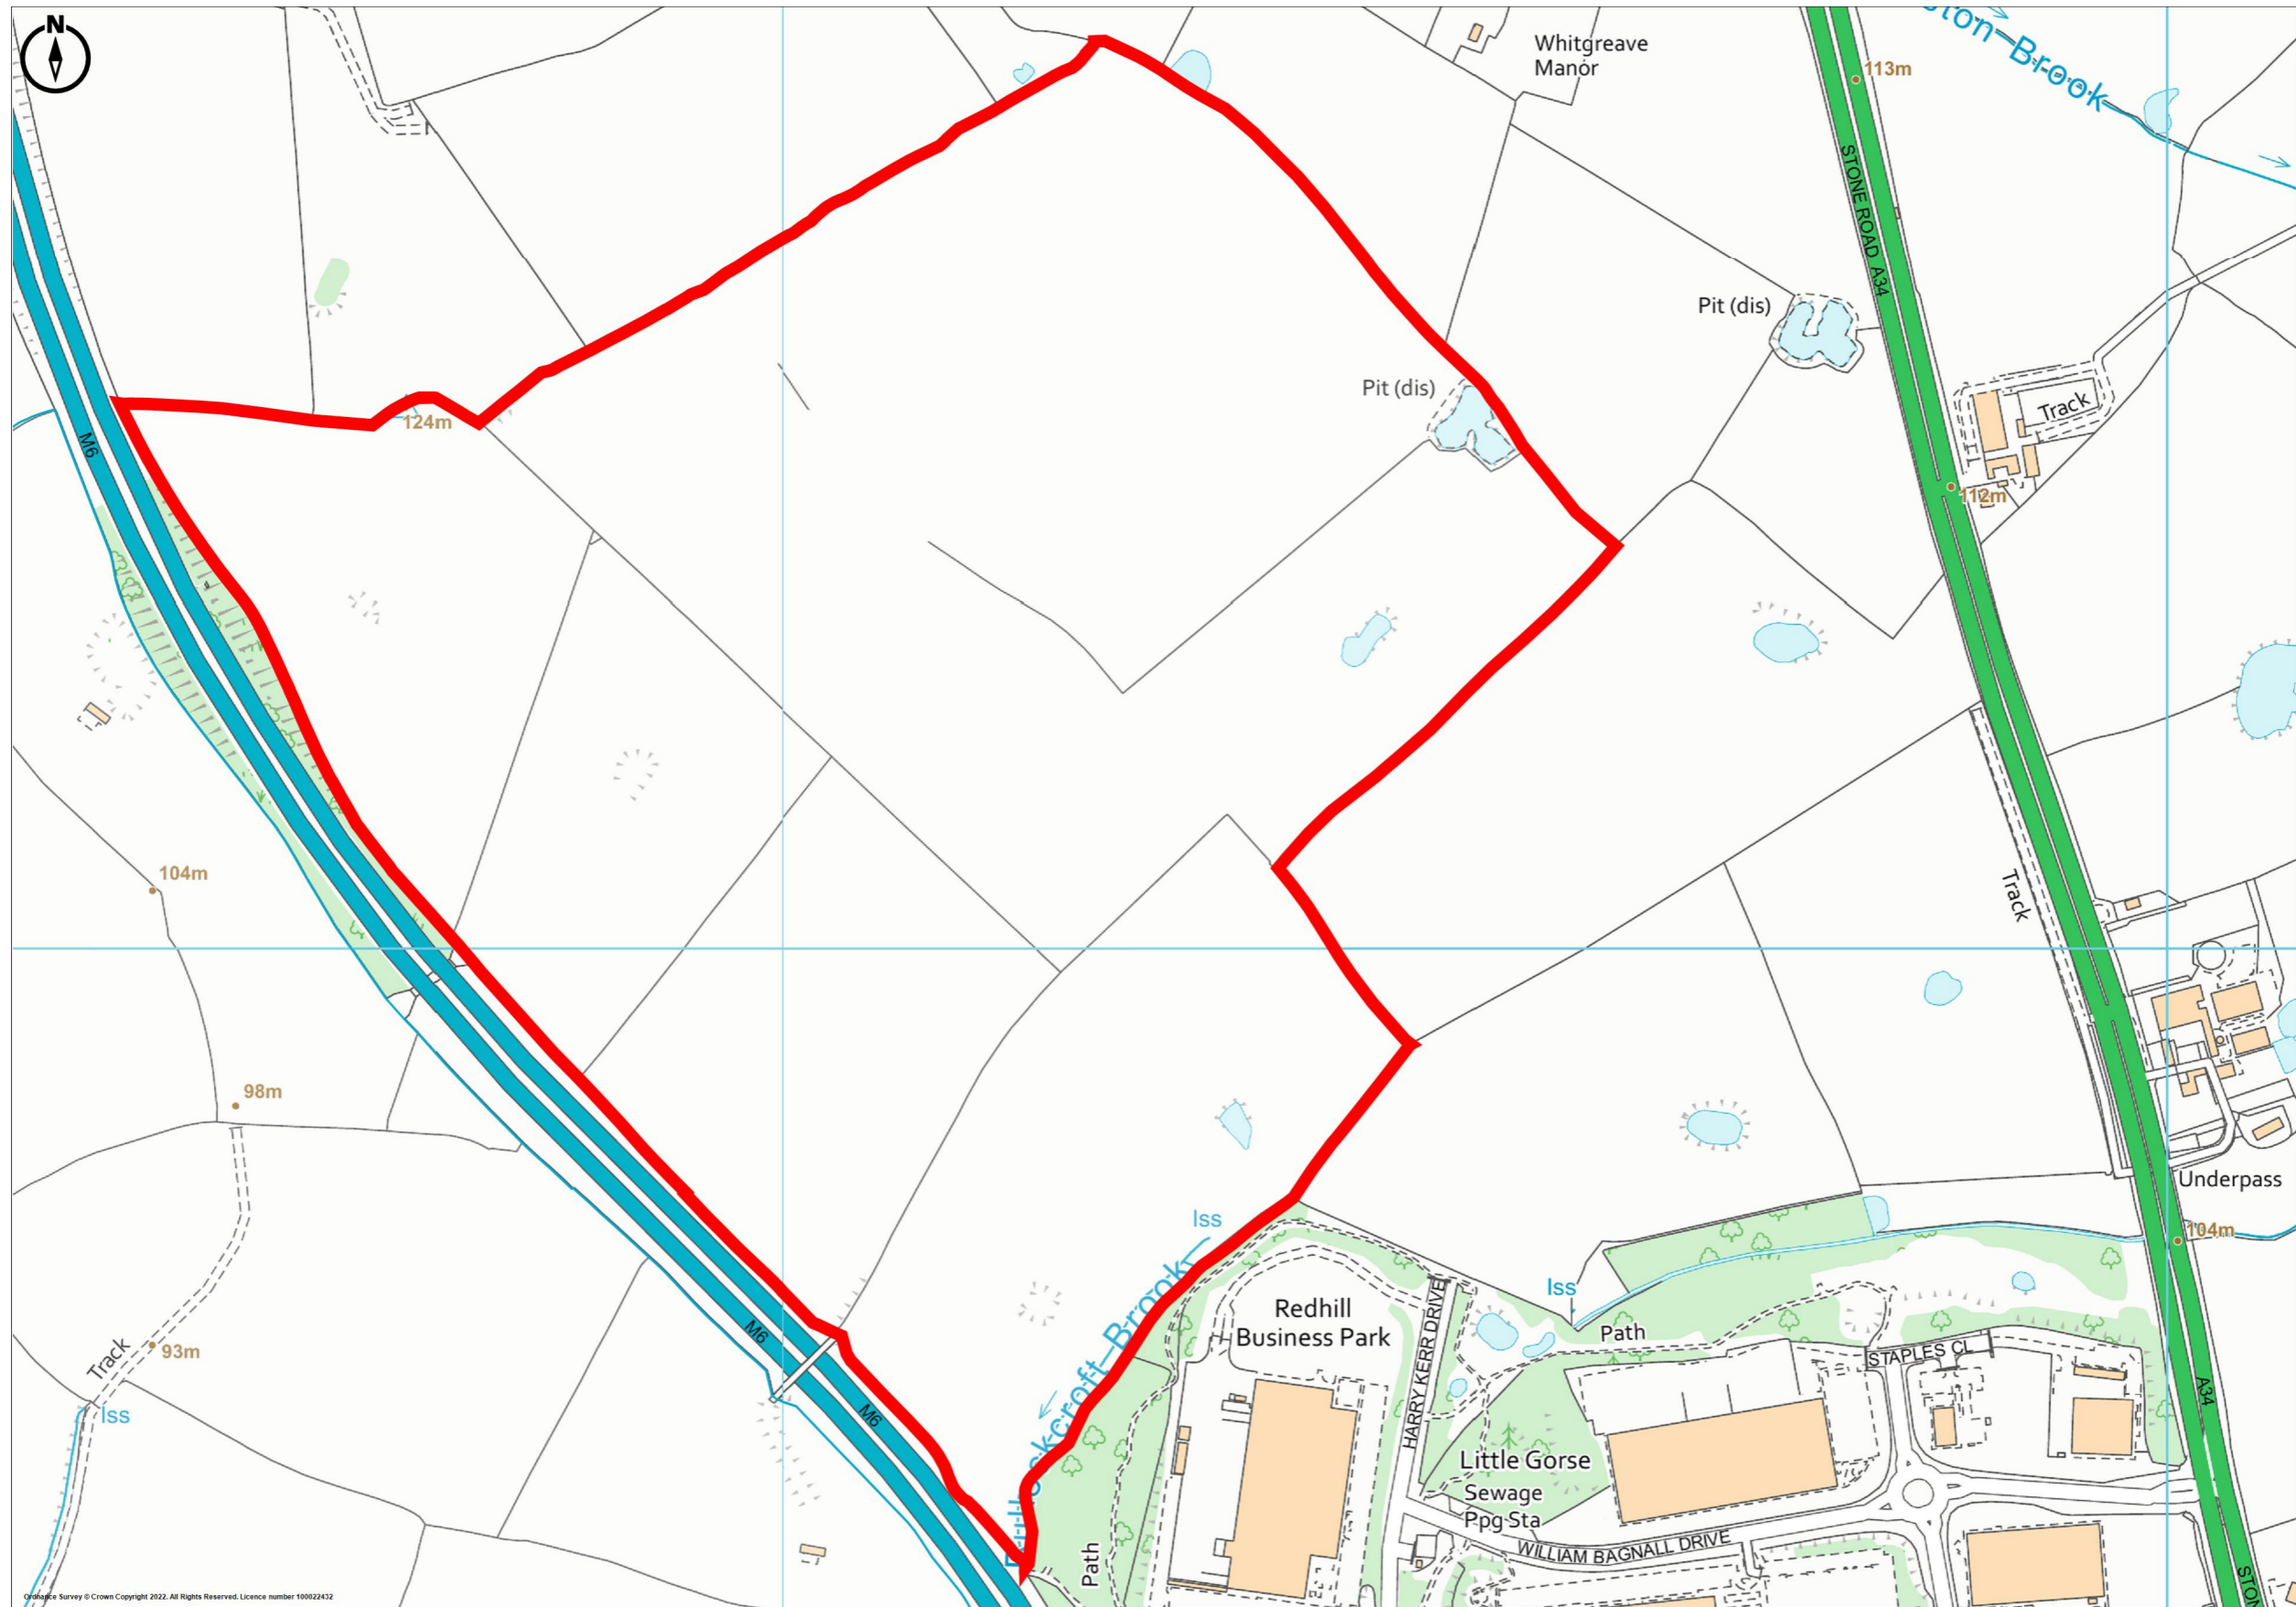 N
Whitgreave
Manor
113m
STONE ROAD A34
Pit (dis)
Pit (dis)
Track
124m
M6
112m
104m
Track
98m
Underpass
Iss
104m
Redhill
Business Park
Iss
Path
HARRY KERR DRIVE
STAPLES CL
M6
93m
Track
M6
A34
Iss
Little Gorse
Sewage
Ppg Sta
WILLIAM BAGNALL DRIVE
Path
Brook
Brook
Ordnance Survey © Crown Copyright 2022. All Rights Reserved. Licence number 100022432